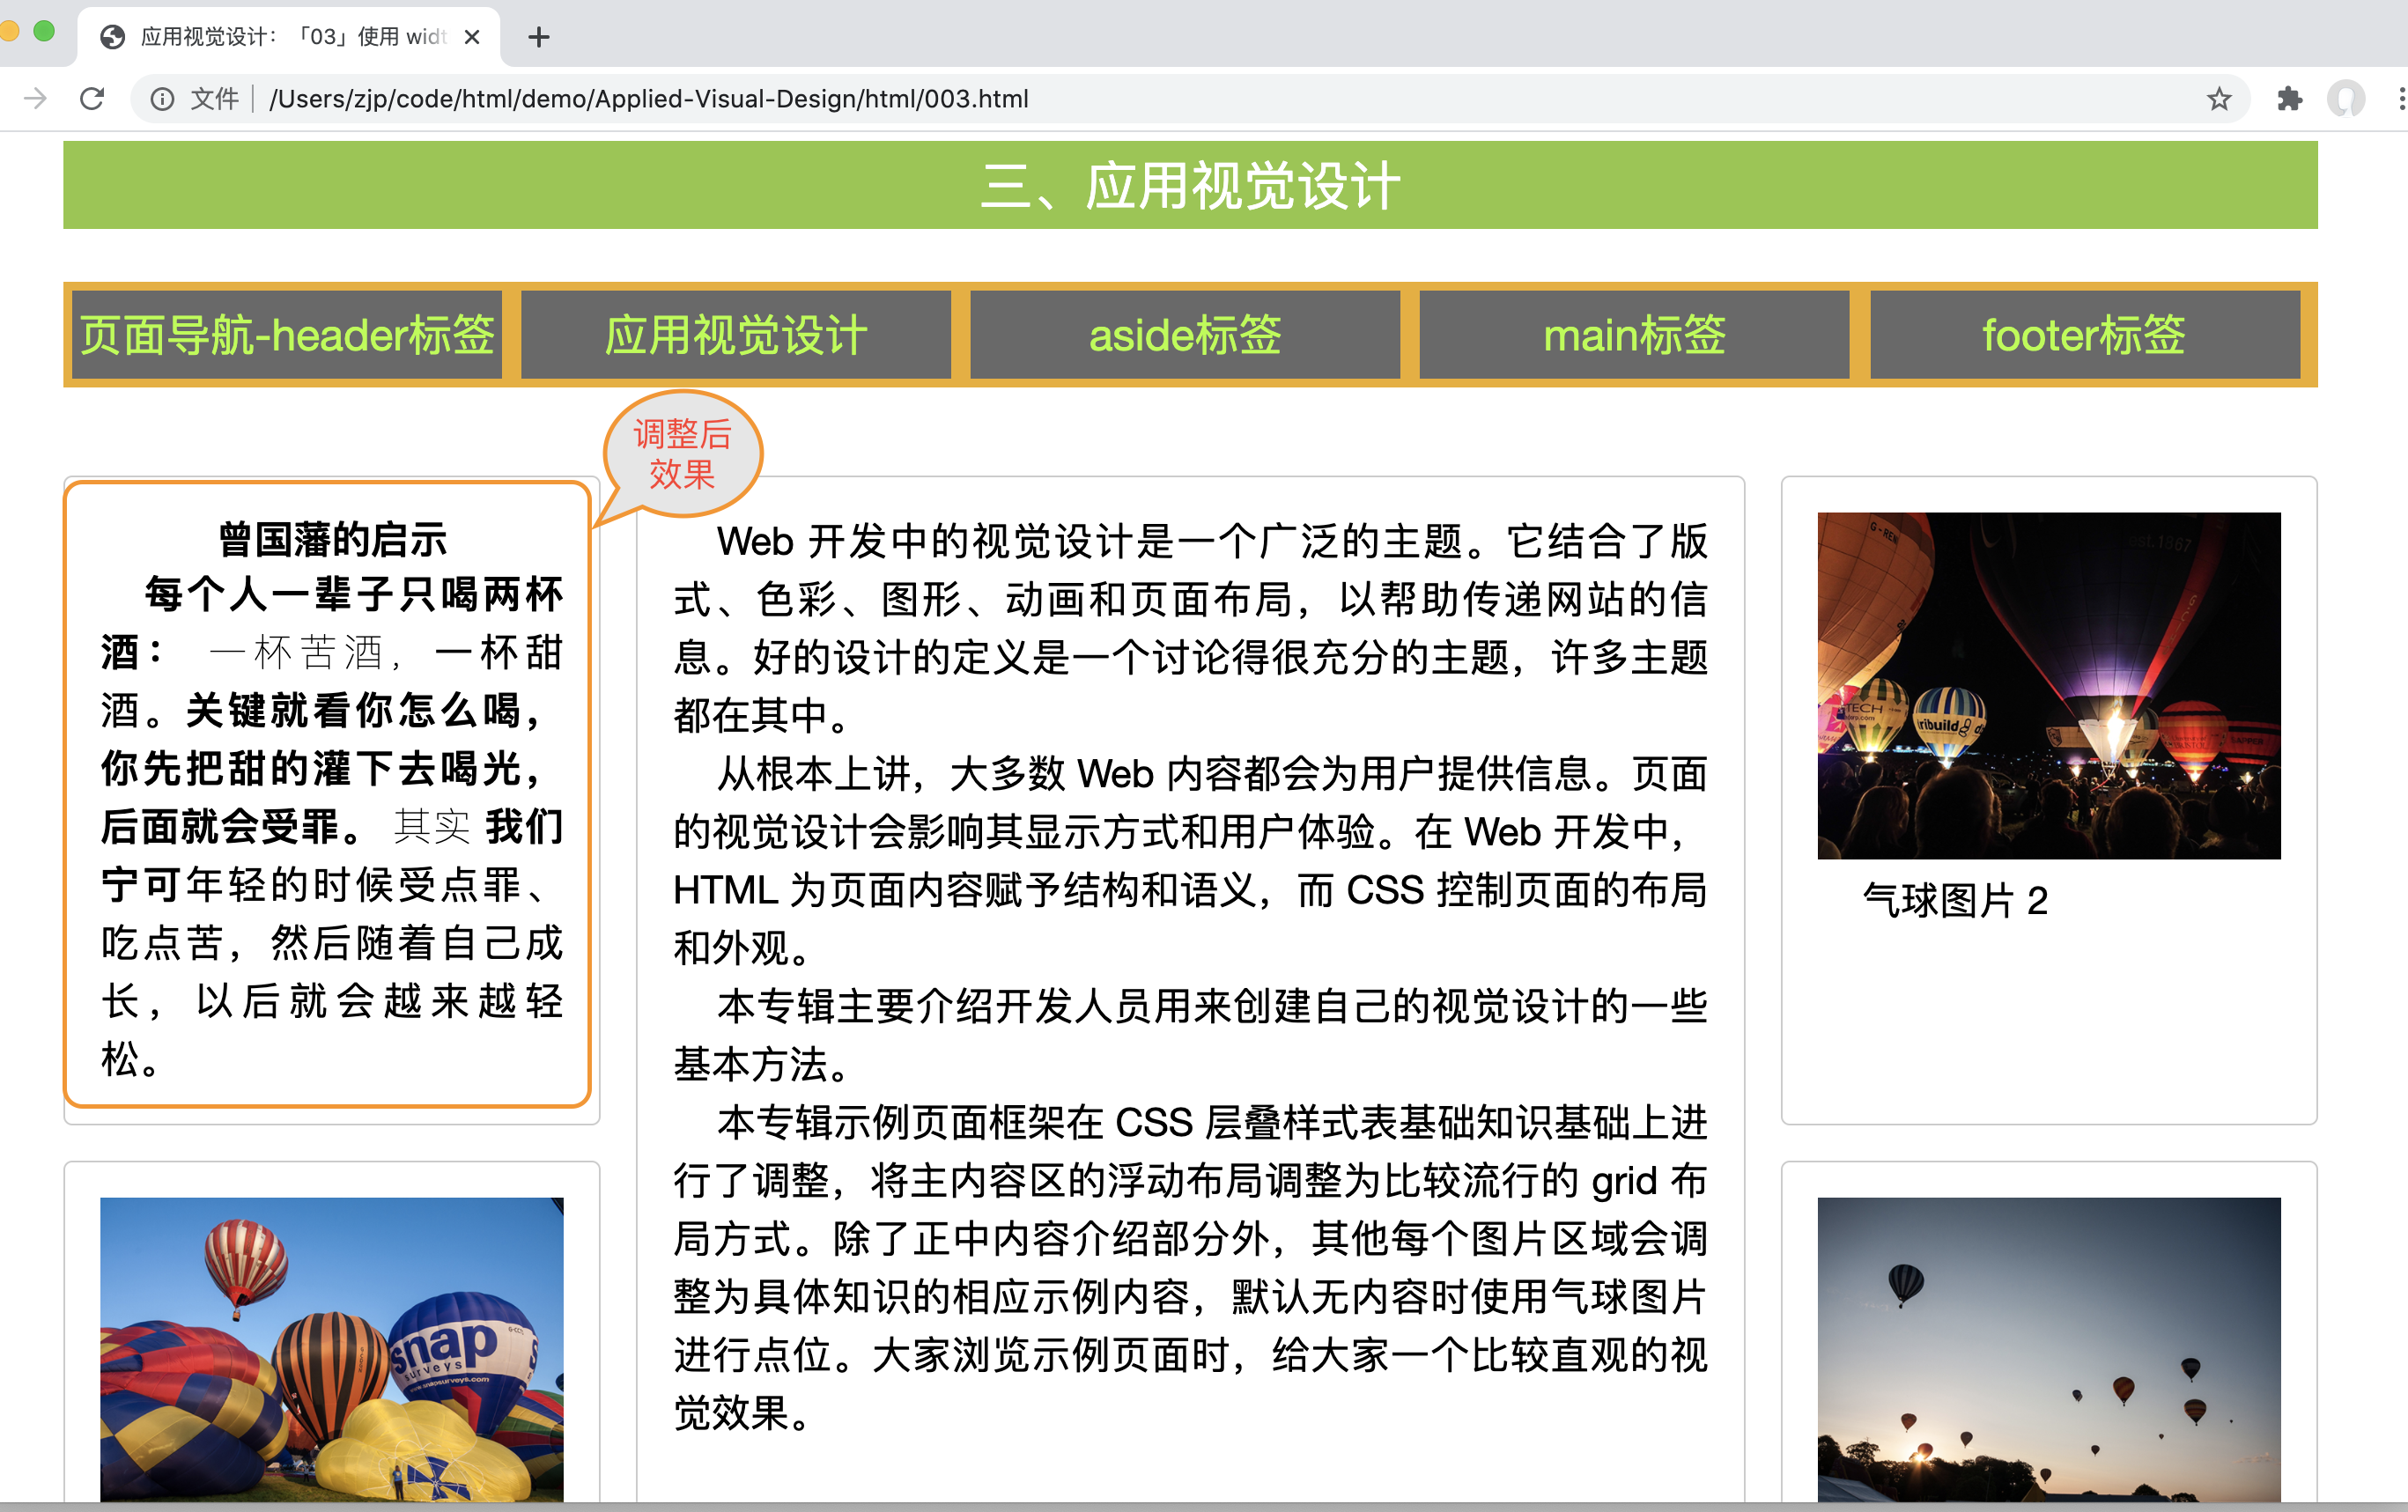 应用视觉设计：「03」使用 widt
文件
/Users/zjp/code/html/demo/Applied-Visual-Design/html/003.html
三、应用视觉设计
页面导航-header标签
应用视觉设计
aside标签
main标签
footer标签
调整后
效果
曾国藩的启示
每个人一辈子只喝两杯
酒： 一杯苦酒，一杯甜
酒。关键就看你怎么喝，
你先把甜的灌下去喝光，
后面就会受罪。 其实 我们
宁可年轻的时候受点罪、
吃点苦，然后随着自己成
长，以后就会越来越轻
松。
Web 开发中的视觉设计是一个广泛的主题。它结合了版
式、色彩、图形、动画和页面布局，以帮助传递网站的信
息。好的设计的定义是一个讨论得很充分的主题，许多主题
都在其中。
从根本上讲，大多数 Web 内容都会为用户提供信息。页面
的视觉设计会影响其显示方式和用户体验。在 Web 开发中，
HTML 为页面内容赋予结构和语义，而 CSS 控制页面的布局
和外观。
本专辑主要介绍开发人员用来创建自己的视觉设计的一些
基本方法。
本专辑示例页面框架在 CSS 层叠样式表基础知识基础上进
行了调整，将主内容区的浮动布局调整为比较流行的 grid 布
局方式。除了正中内容介绍部分外，其他每个图片区域会调
整为具体知识的相应示例内容，默认无内容时使用气球图片
进行点位。大家浏览示例页面时，给大家一个比较直观的视
觉效果。
G-REN
est.1867
TECH
ribuild
气球图片 2
snap
surveys
www.snapsurveys.com